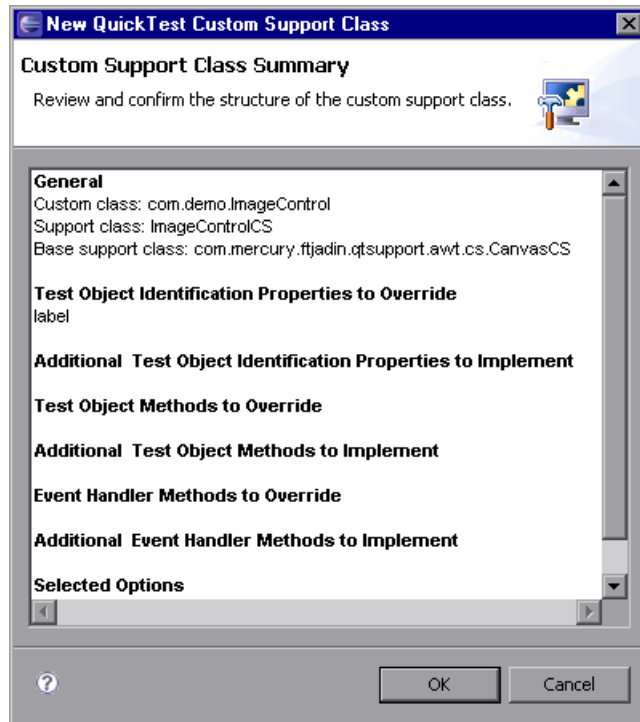 New QuickTest Custom Support Class
Custom Support Class Summary
Review and confirm the structure of the custom support class.
General
Custom class: com.demo.ImageControl
Support class: ImageControlCS
Base support class: com.mercury.ftjadin.qtsupport.awt.cs.CanvasCS
Test Object Identification Properties to Override
label
Additional Test Object Identification Properties to Implement
Test Object Methods to Override
Additional Test Object Methods to Implement
Event Handler Methods to Override
Additional Event Handler Methods to Implement
Selected Options
?
OK
Cancel